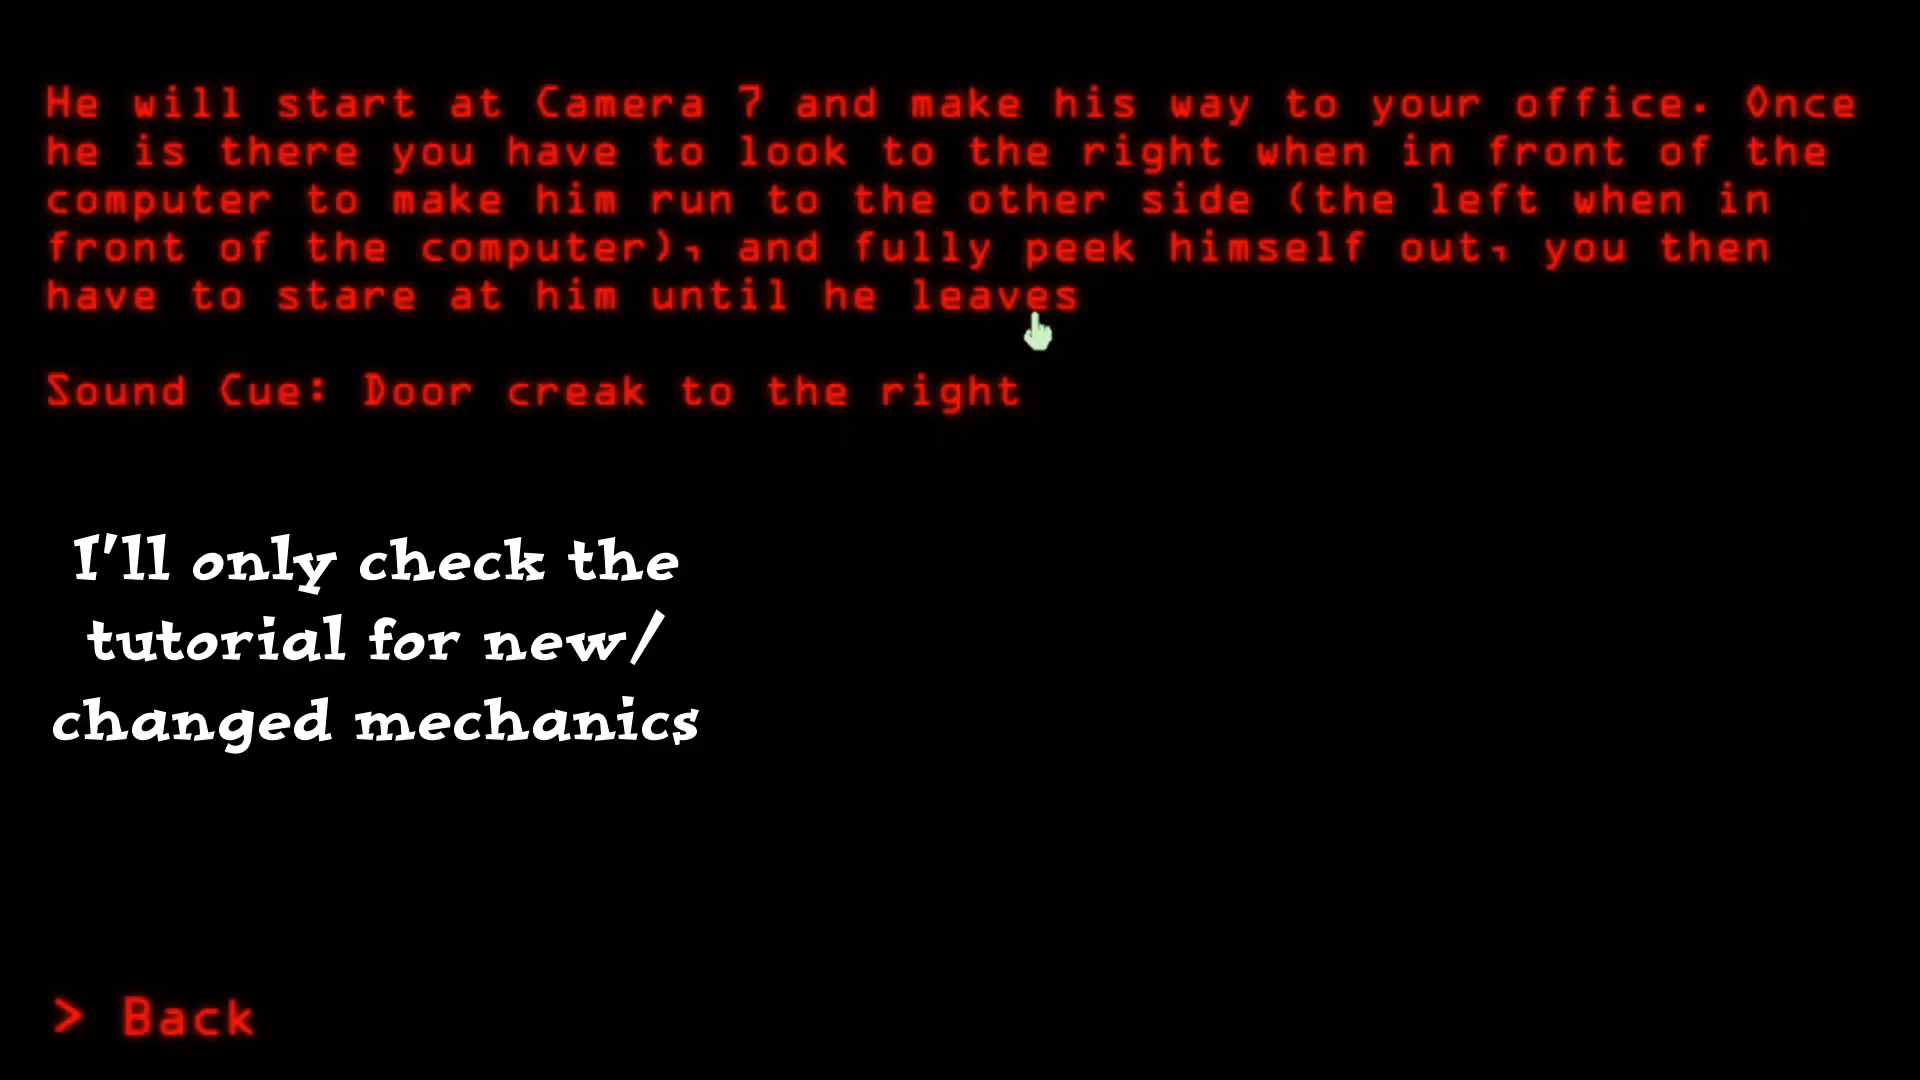 He will start at Camera 7 and make his way to your office. Once
he is there you have to look to the right when in front of the
computer to make him run to the other side (the left when in
front of the computer), and fully peek himself out, you then
have to stare at him until he leaves
Sound Cue: Door creak to the right
I'll only check the
tutorial for new/
changed mechanics
> Back